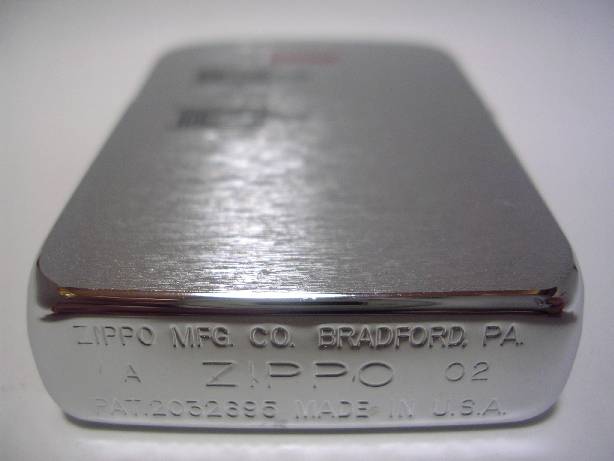 ZIPPO MFG. CO. BRADFORD, PA.
A ZIPPO 02
PAT.2032695 MADE IN U.S.A.